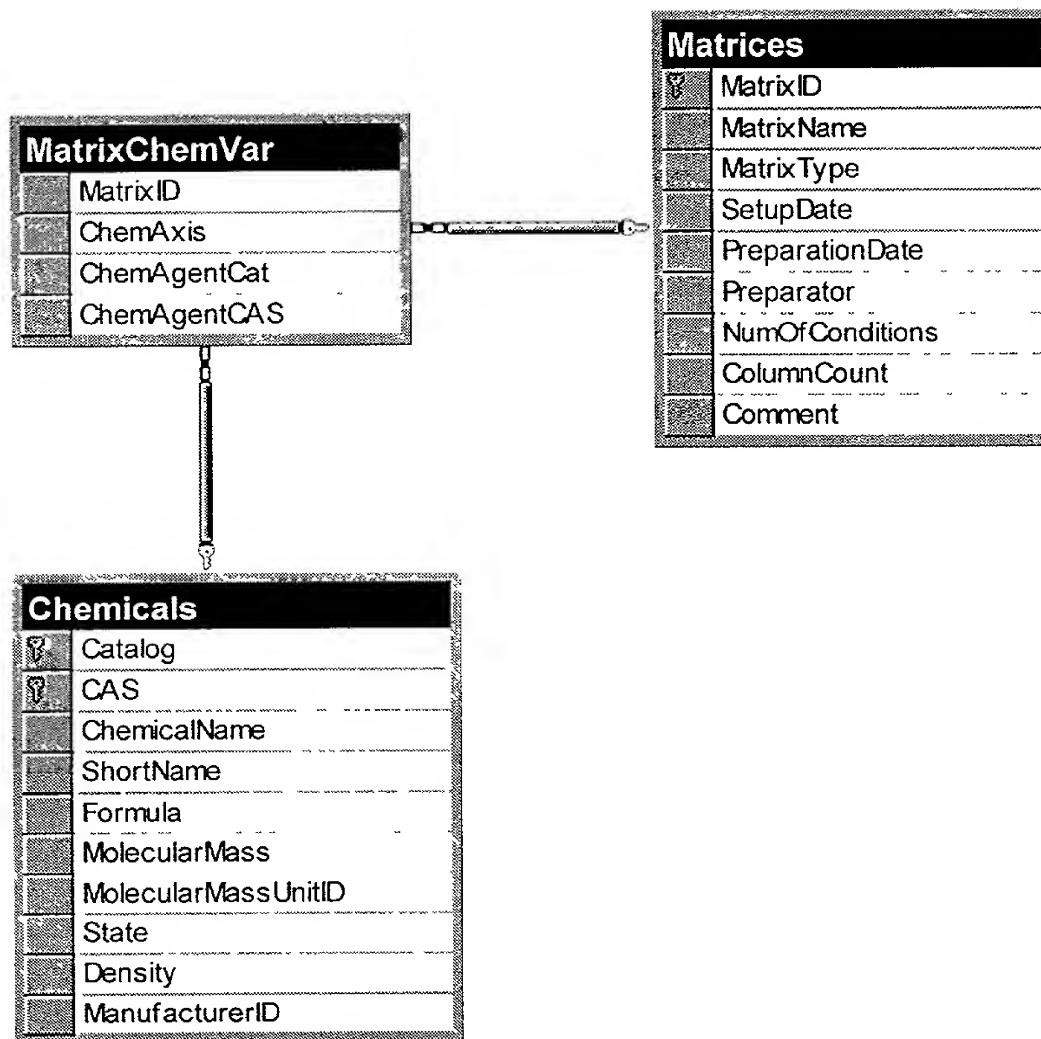 Matrices
MatrixID
MatrixName
MatrixType
SetupDate
PreparationDate
Preparator
NumOfConditions
ColumnCount
Comment
MatrixChemVar
MatrixID
ChemAxis
ChemAgentCat
ChemAgentCAS
Chemicals
Catalog
CAS
ChemicalName
ShortName
Formula
MolecularMass
MolecularMassUnitID
State
Density
ManufacturerID